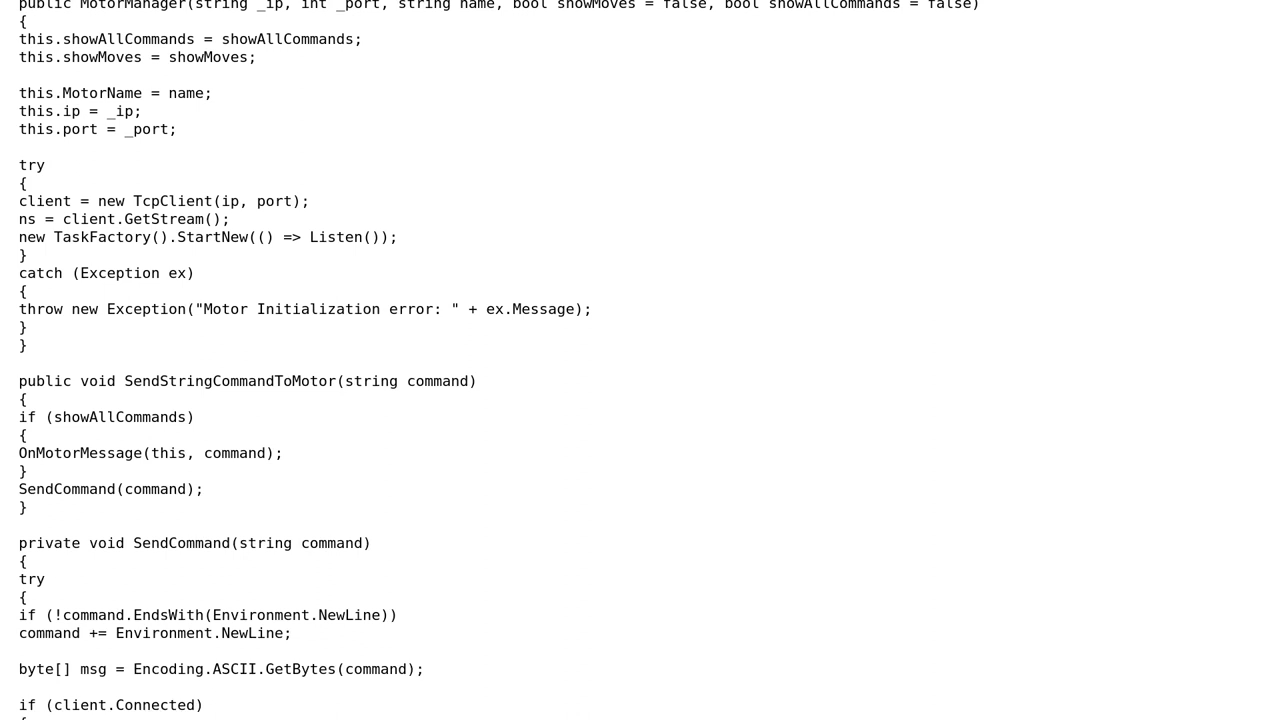 public MotorManager(string _ip, int _port, string name, bool showMoves = false, bool showAllCommands = false)
{
this.showAllCommands = showAllCommands;
this.showMoves = showMoves;
this.MotorName = name;
this.ip = _ip;
this.port = _port;
try
{
client = new TcpClient(ip, port);
ns = client.GetStream();
new TaskFactory().StartNew(() => Listen());
}
catch (Exception ex)
{
throw new Exception("Motor Initialization error: " + ex.Message);
}
}
public void SendStringCommandToMotor(string command)
{
if (showAllCommands)
{
OnMotorMessage(this, command);
}
SendCommand(command);
}
private void SendCommand(string command)
{
try
{
if (!command.EndsWith(Environment.NewLine))
command += Environment.NewLine;
byte[] msg = Encoding.ASCII.GetBytes(command);
if (client.Connected)
{